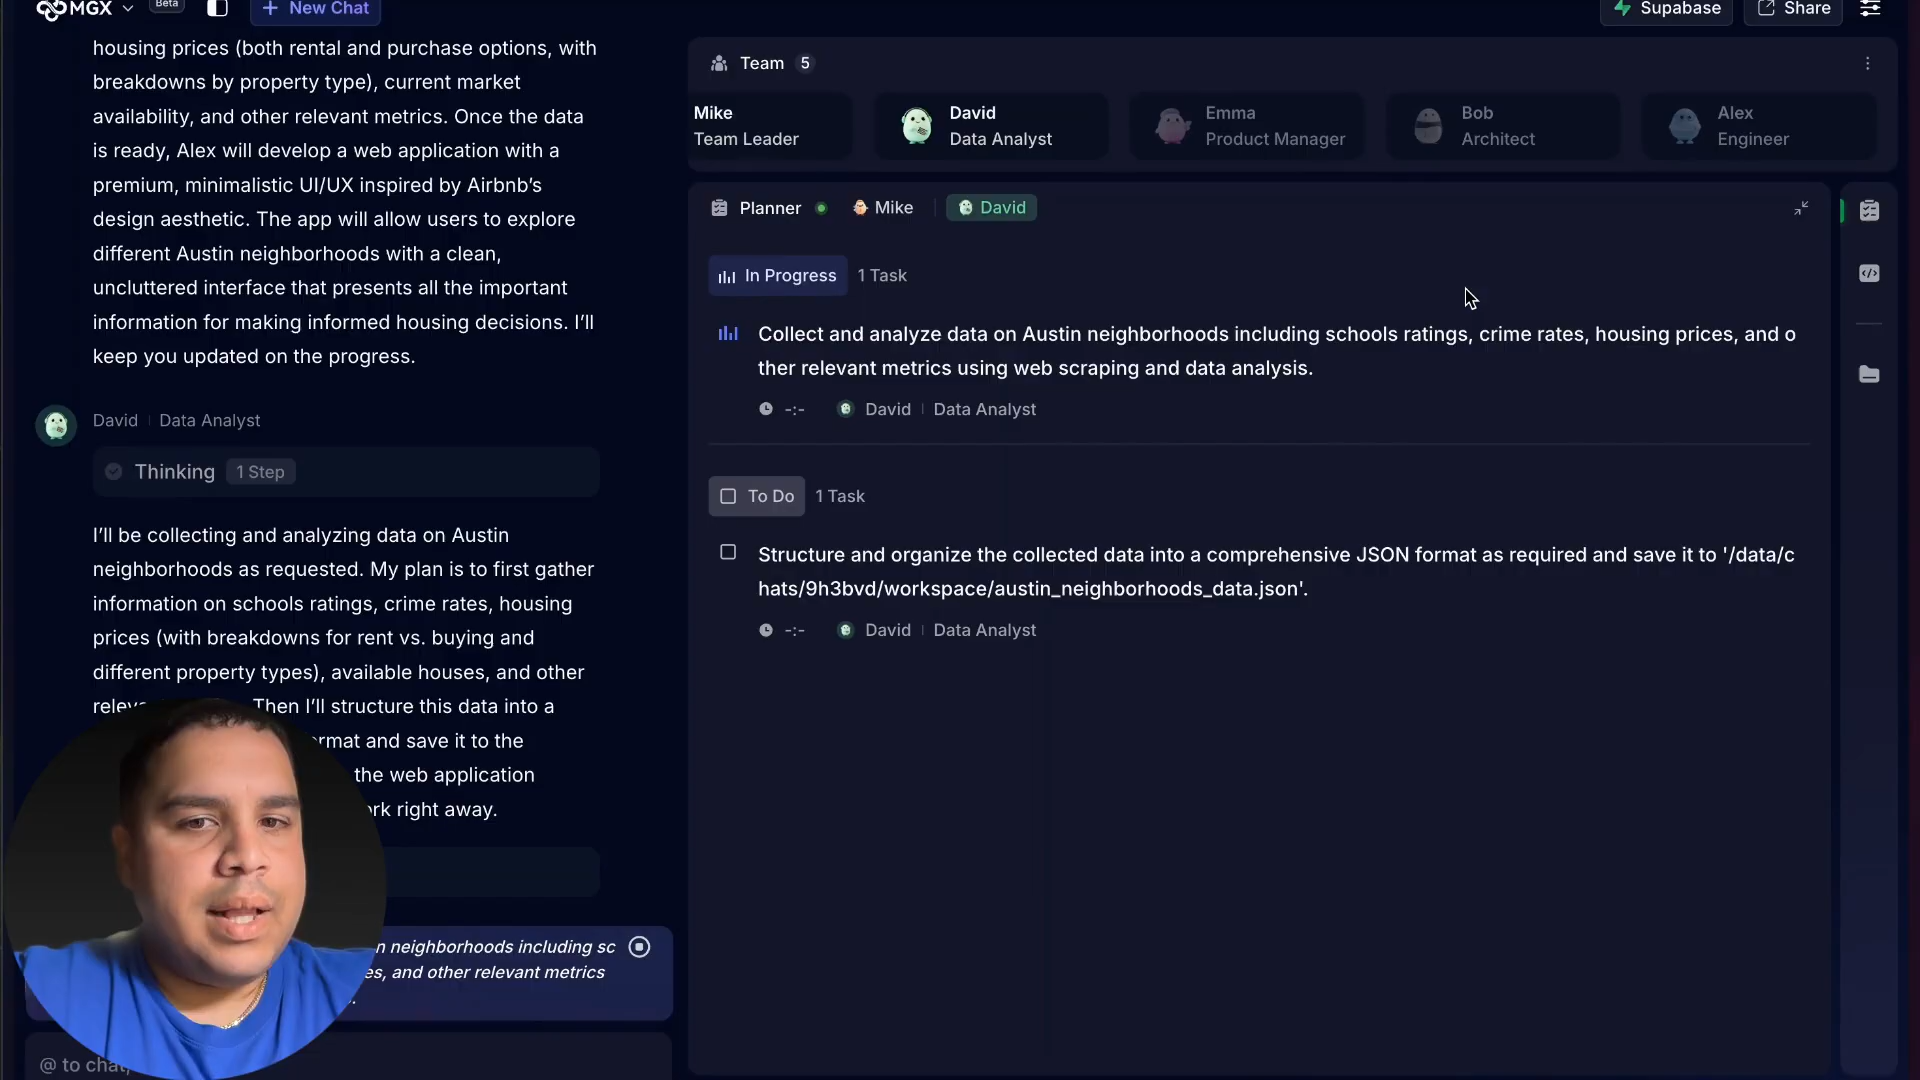 MGX
Beta
New Chat
Supabase
Share
housing prices (both rental and purchase options, with
breakdowns by property type), current market
availability, and other relevant metrics. Once the data
is ready, Alex will develop a web application with a
premium, minimalistic UI/UX inspired by Airbnb’s
design aesthetic. The app will allow users to explore
different Austin neighborhoods with a clean,
uncluttered interface that presents all the important
information for making informed housing decisions. I’ll
keep you updated on the progress.
David | Data Analyst
Thinking 1 Step
I’ll be collecting and analyzing data on Austin
neighborhoods as requested. My plan is to first gather
information on schools ratings, crime rates, housing
prices (with breakdowns for rent vs. buying and
different property types), available houses, and other
Then I’ll structure this data into a
and save it to the
the web application
right away.
neighborhoods including sc
and other relevant metrics
@ to chat,
Team 5
Mike
Team Leader
David
Data Analyst
Emma
Product Manager
Bob
Architect
Alex
Engineer
Planner
Mike
David
In Progress 1 Task
Collect and analyze data on Austin neighborhoods including schools ratings, crime rates, housing prices, and o
ther relevant metrics using web scraping and data analysis.
-:- David | Data Analyst
To Do 1 Task
Structure and organize the collected data into a comprehensive JSON format as required and save it to '/data/c
hats/9h3bvd/workspace/austin_neighborhoods_data.json'.
-:- David | Data Analyst